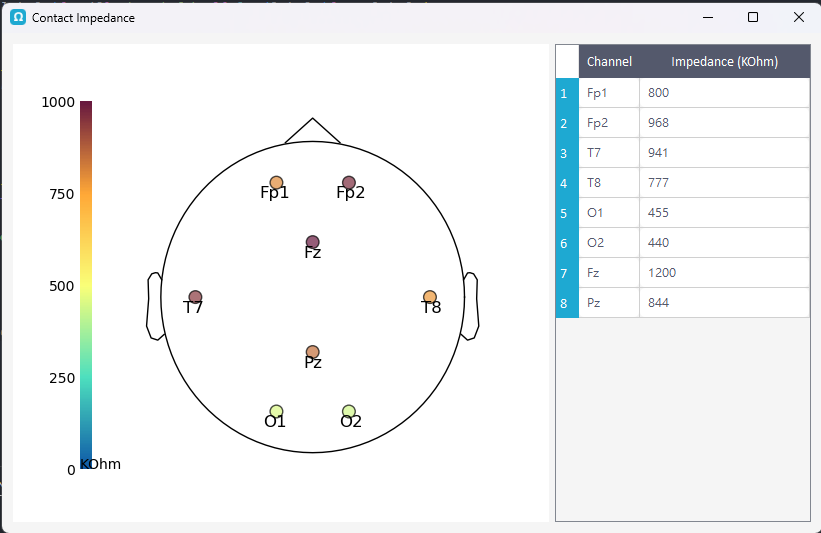 Ω Contact Impedance
1000
750
500
250
0
KOhm
Fp1 Fp2
Fz
T7 T8
Pz
O1 O2
Channel Impedance (KOhm)
1 Fp1 800
2 Fp2 968
3 T7 941
4 T8 777
5 O1 455
6 O2 440
7 Fz 1200
8 Pz 844